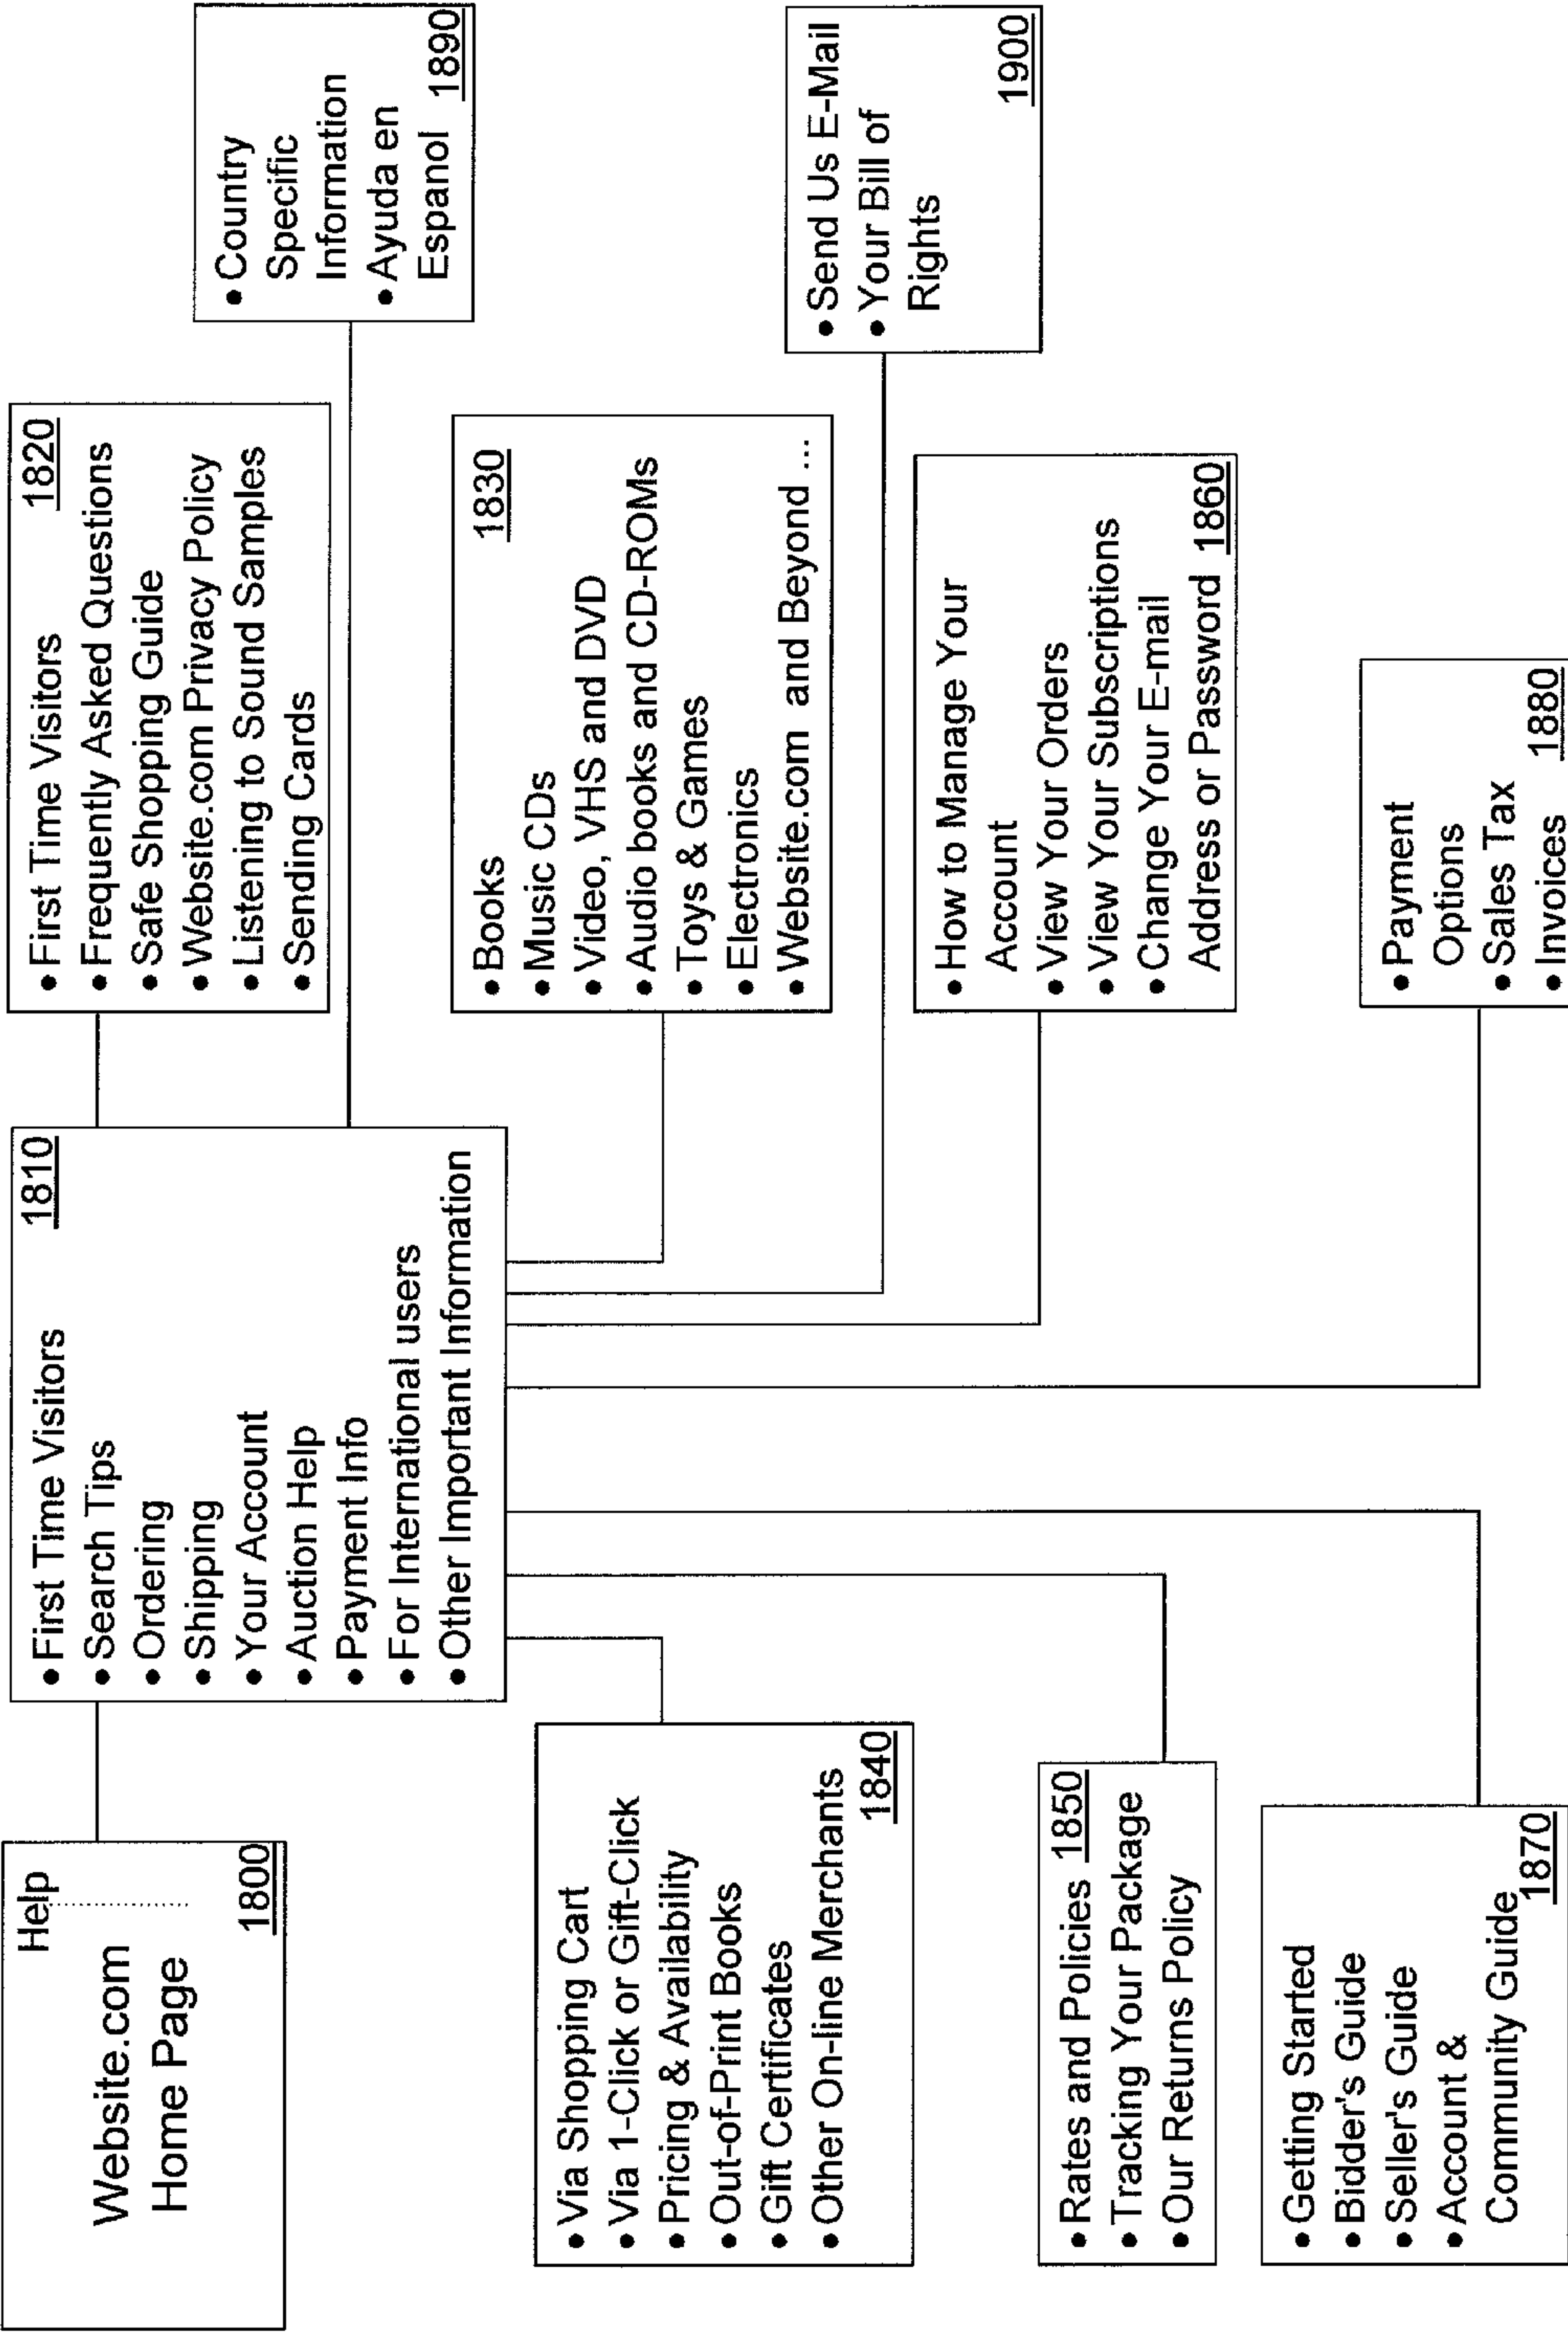 Help
Website.com
Home Page
1800
• First Time Visitors
1810
• Search Tips
• Ordering
• Shipping
• Your Account
• Auction Help
• Payment Info
• For International users
• Other Important Information
• First Time Visitors
1820
• Frequently Asked Questions
• Safe Shopping Guide
• Website.com Privacy Policy
• Listening to Sound Samples
• Sending Cards
• Country
Specific
Information
• Ayuda en
Espanol 1890
• Books
1830
• Music CDs
• Video, VHS and DVD
• Audio books and CD-ROMs
• Toys & Games
• Electronics
• Website.com and Beyond ...
• Send Us E-Mail
• Your Bill of
Rights
1900
• Via Shopping Cart
• Via 1-Click or Gift-Click
• Pricing & Availability
• Out-of-Print Books
• Gift Certificates
• Other On-line Merchants
1840
• How to Manage Your
Account
• View Your Orders
• View Your Subscriptions
• Change Your E-mail
Address or Password 1860
• Rates and Policies 1850
• Tracking Your Package
• Our Returns Policy
• Getting Started
• Bidder's Guide
• Seller's Guide
• Account &
Community Guide
1870
• Payment
Options
• Sales Tax
• Invoices 1880